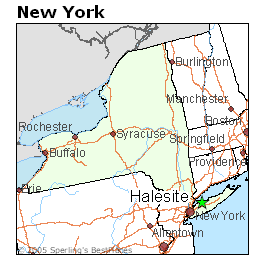 New York
Burlington
Manchester
Rochester
Syracuse
Boston
Buffalo
Springfield
Providence
Erie
Halesite
New York
Allentown
© 2005 Sperling's BestPlaces